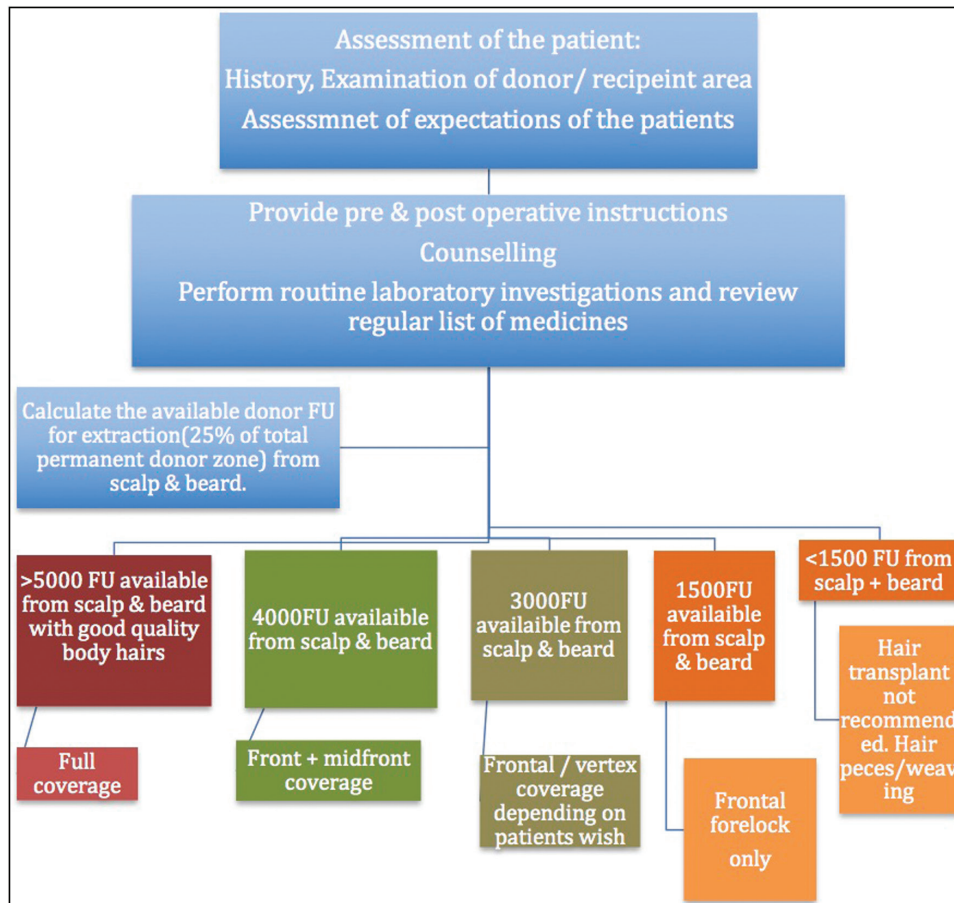 Assessment of the patient:
History, Examination of donor/ recipeint area
Assessmnet of expectations of the patients
Provide pre & post operative instructions
Counselling
Perform routine laboratory investigations and review
regular list of medicines
Calculate the available donor FU
for extraction(25% of total
permanent donor zone) from
scalp & beard.
>5000 FU available
from scalp & beard
with good quality
body hairs
4000FU availaible
from scalp & beard
3000FU
availaible from
scalp & beard
1500FU
availaible
from scalp
& beard
<1500 FU from
scalp + beard
Full
coverage
Front + midfront
coverage
Frontal / vertex
coverage
depending on
patients wish
Frontal
forelock
only
Hair
transplant
not
recommend
ed. Hair
peces/weav
ing